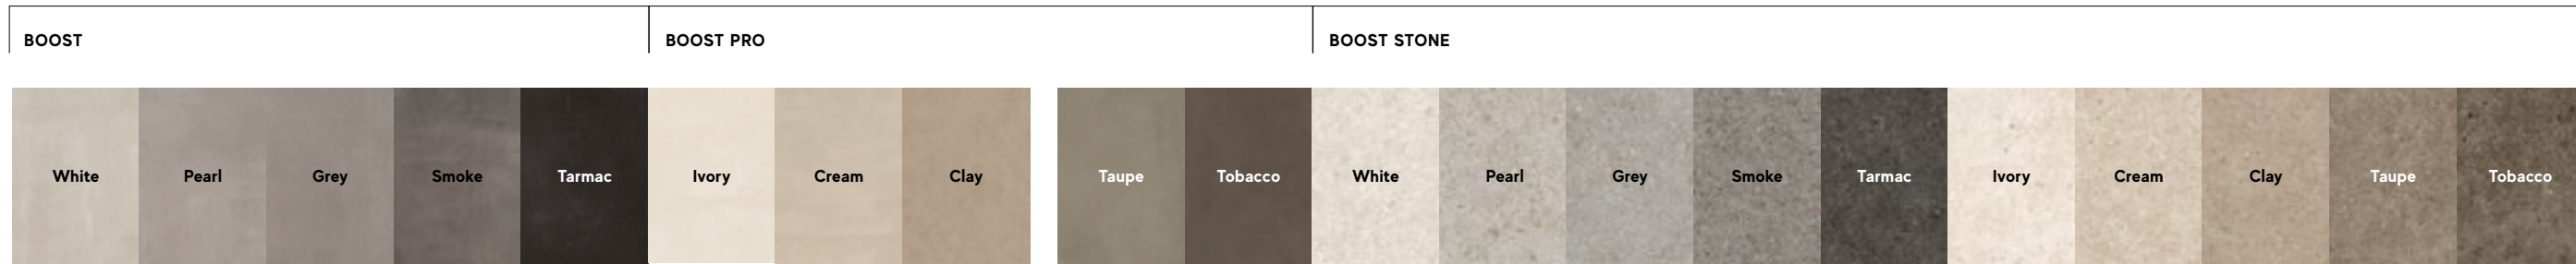 BOOST
BOOST PRO
BOOST STONE
White
Pearl
Grey
Smoke
Tarmac
Ivory
Cream
Clay
Taupe
Tobacco
White
Pearl
Grey
Smoke
Tarmac
Ivory
Cream
Clay
Taupe
Tobacco